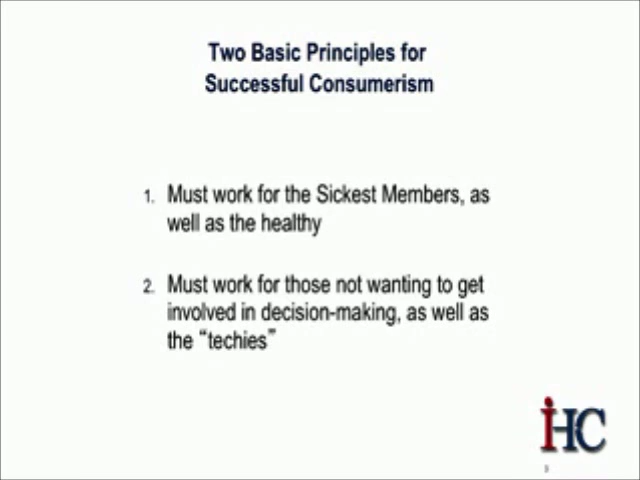 Two Basic Principles for
Successful Consumerism
1. Must work for the Sickest Members, as
well as the healthy
2. Must work for those not wanting to get
involved in decision-making, as well as
the “techies”
iHC